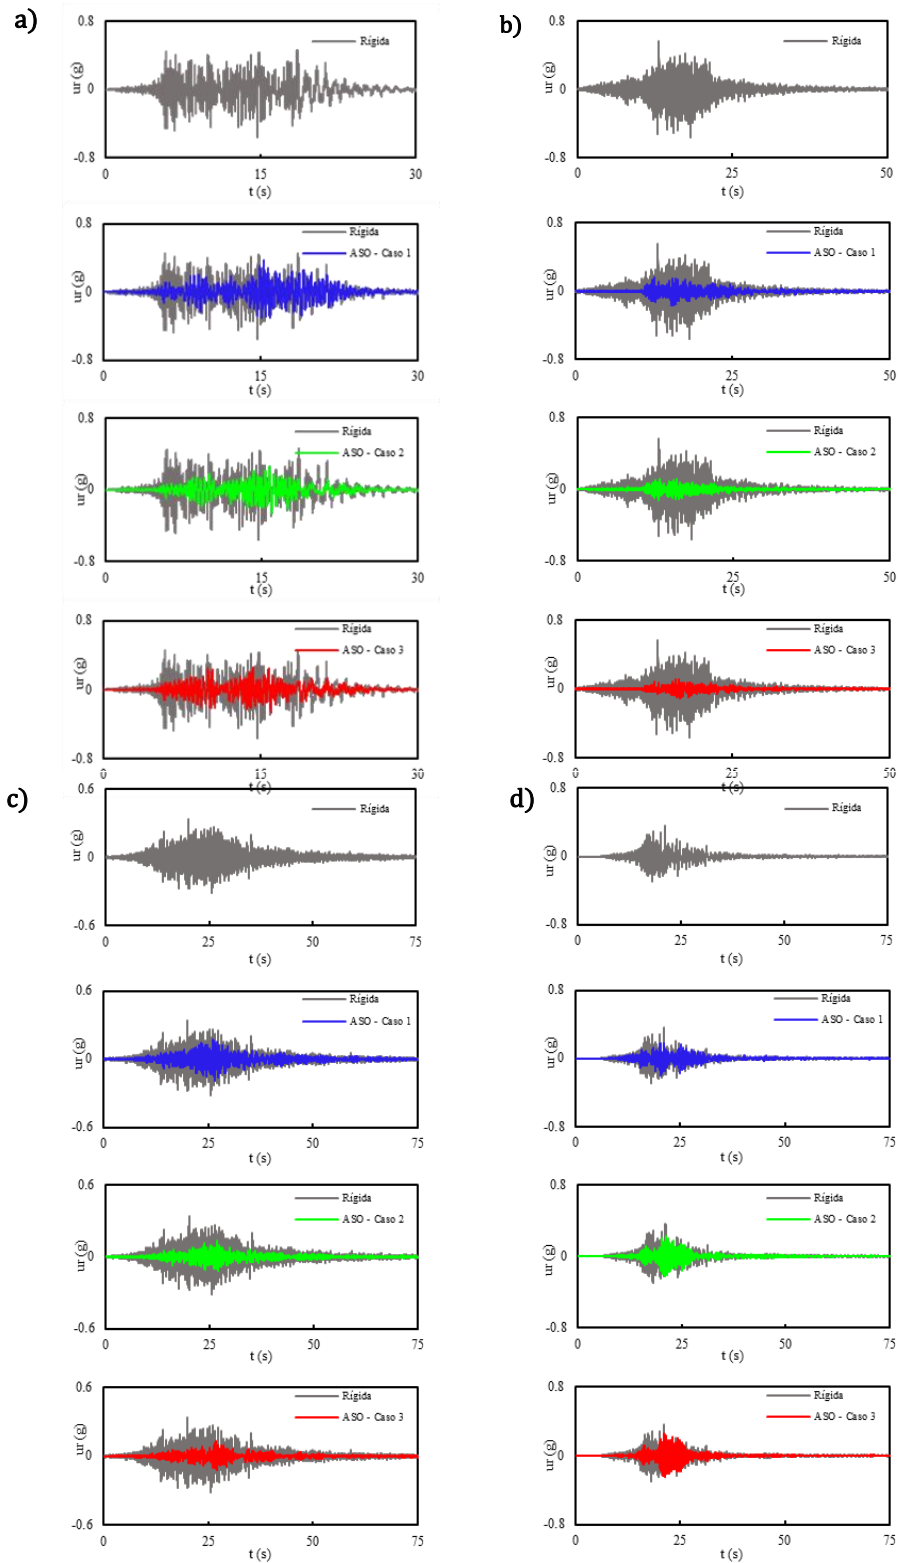 a)
0.8
Rígida
ur (g)
0
-0.8
0
15
30
t (s)
0.8
Rígida
ASO - Caso 1
ur (g)
0
-0.8
0
15
30
t (s)
0.8
Rígida
ASO - Caso 2
ur (g)
0
-0.8
0
15
30
t (s)
0.8
Rígida
ASO - Caso 3
ur (g)
0
-0.8
0
15
30
t (s)
b)
0.8
Rígida
ur (g)
0
-0.8
0
25
50
t (s)
0.8
Rígida
ASO - Caso 1
ur (g)
0
-0.8
0
25
50
t (s)
0.8
Rígida
ASO - Caso 2
ur (g)
0
-0.8
0
25
50
t (s)
0.8
Rígida
ASO - Caso 3
ur (g)
0
-0.8
0
25
50
t (s)
c)
0.6
Rígida
ur (g)
0
-0.6
0
25
50
75
t (s)
0.6
Rígida
ASO - Caso 1
ur (g)
0
-0.6
0
25
50
75
t (s)
0.6
Rígida
ASO - Caso 2
ur (g)
0
-0.6
0
25
50
75
t (s)
0.6
Rígida
ASO - Caso 3
ur (g)
0
-0.6
0
25
50
75
t (s)
d)
0.8
Rígida
ur (g)
0
-0.8
0
25
50
75
t (s)
0.8
Rígida
ASO - Caso 1
ur (g)
0
-0.8
0
25
50
75
t (s)
0.8
Rígida
ASO - Caso 2
ur (g)
0
-0.8
0
25
50
75
t (s)
0.8
Rígida
ASO - Caso 3
ur (g)
0
-0.8
0
25
50
75
t (s)